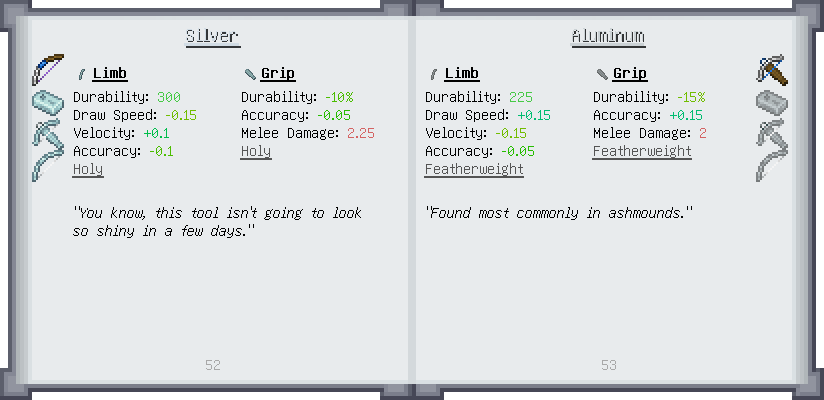 Silver
Limb
Durability: 300
Draw Speed: -0.15
Velocity: +0.1
Accuracy: -0.1
Holy
Grip
Durability: -10%
Accuracy: -0.05
Melee Damage: 2.25
Holy
"You know, this tool isn't going to look
so shiny in a few days."
52
Aluminum
Limb
Durability: 225
Draw Speed: +0.15
Velocity: -0.15
Accuracy: -0.05
Featherweight
Grip
Durability: -15%
Accuracy: +0.15
Melee Damage: 2
Featherweight
"Found most commonly in ashmounds."
53